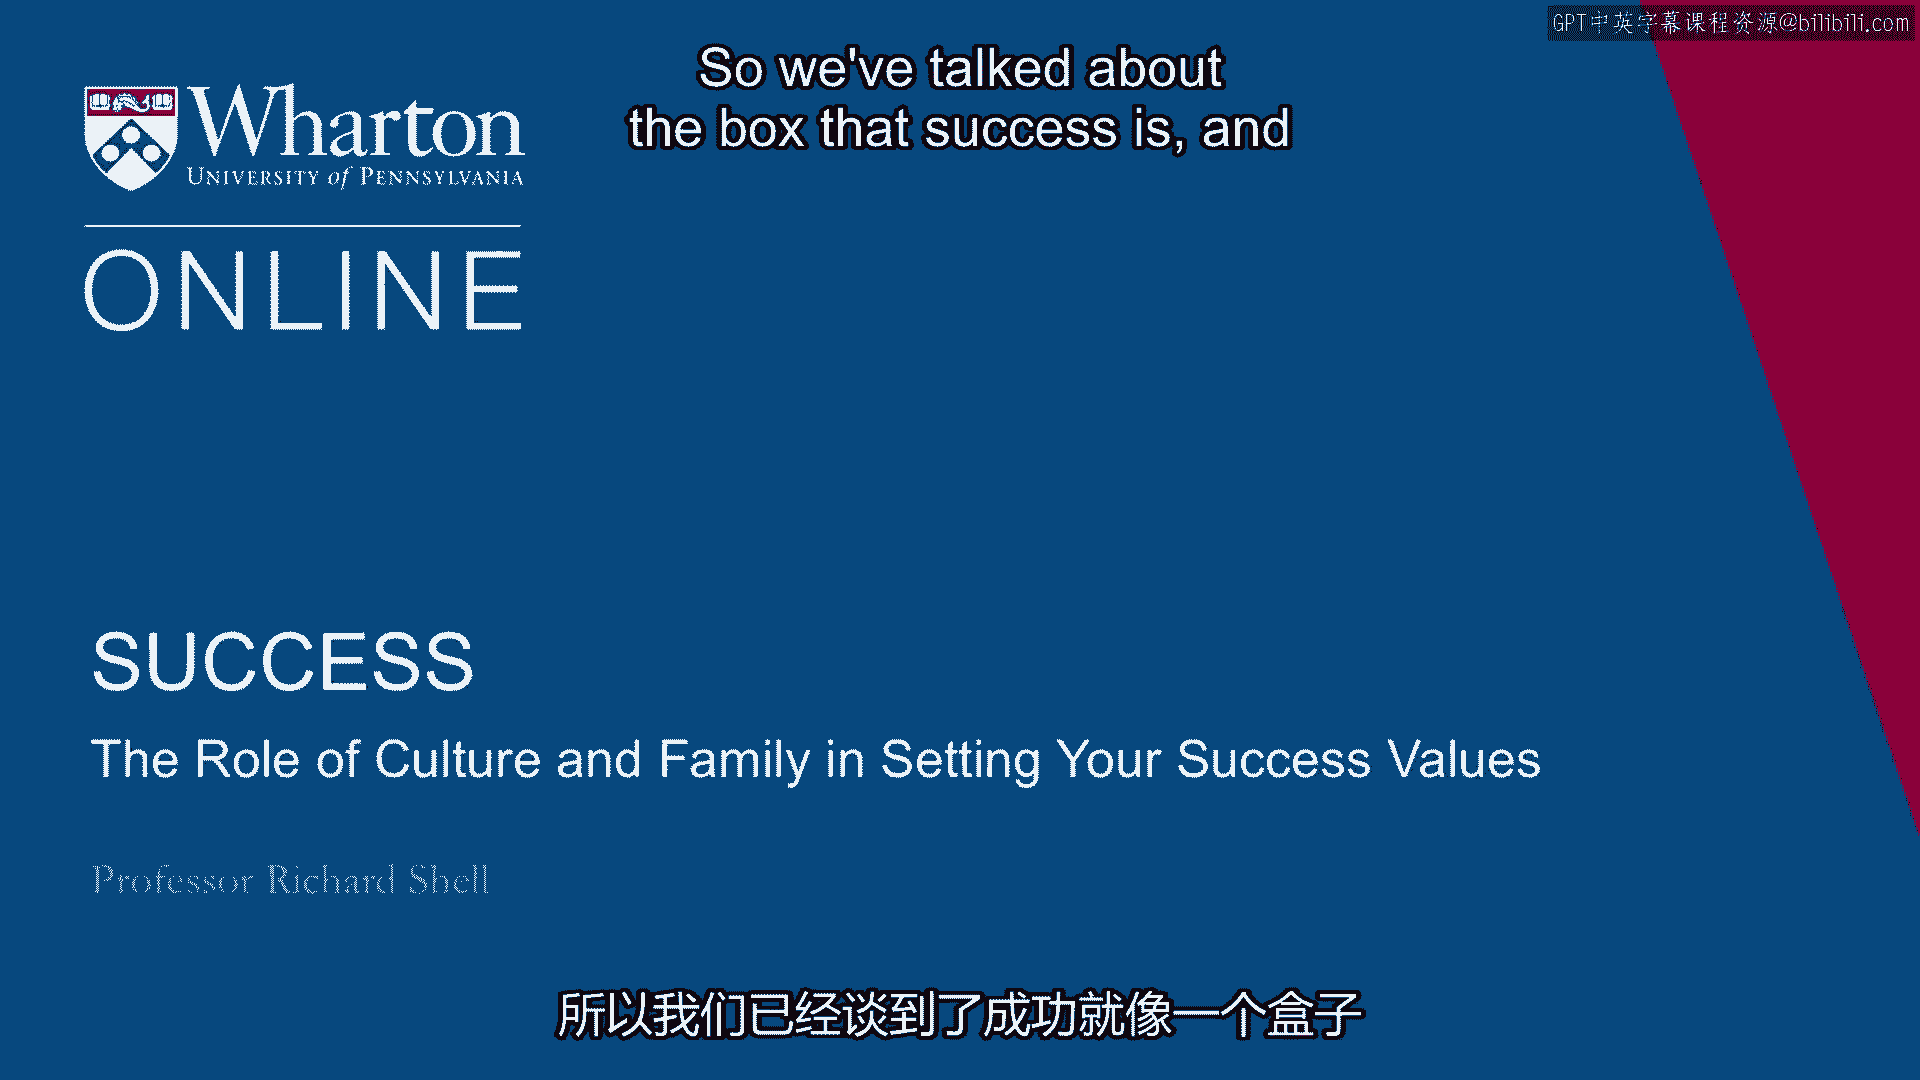 GPT中英字幕课程资源@bilibili.com
So we've talked about
the box that success is, and
Wharton
UNIVERSITY of PENNSYLVANIA
ONLINE
SUCCESS
The Role of Culture and Family in Setting Your Success Values
Professor Richard Shell
所以我们已经谈到了成功就像一个盒子